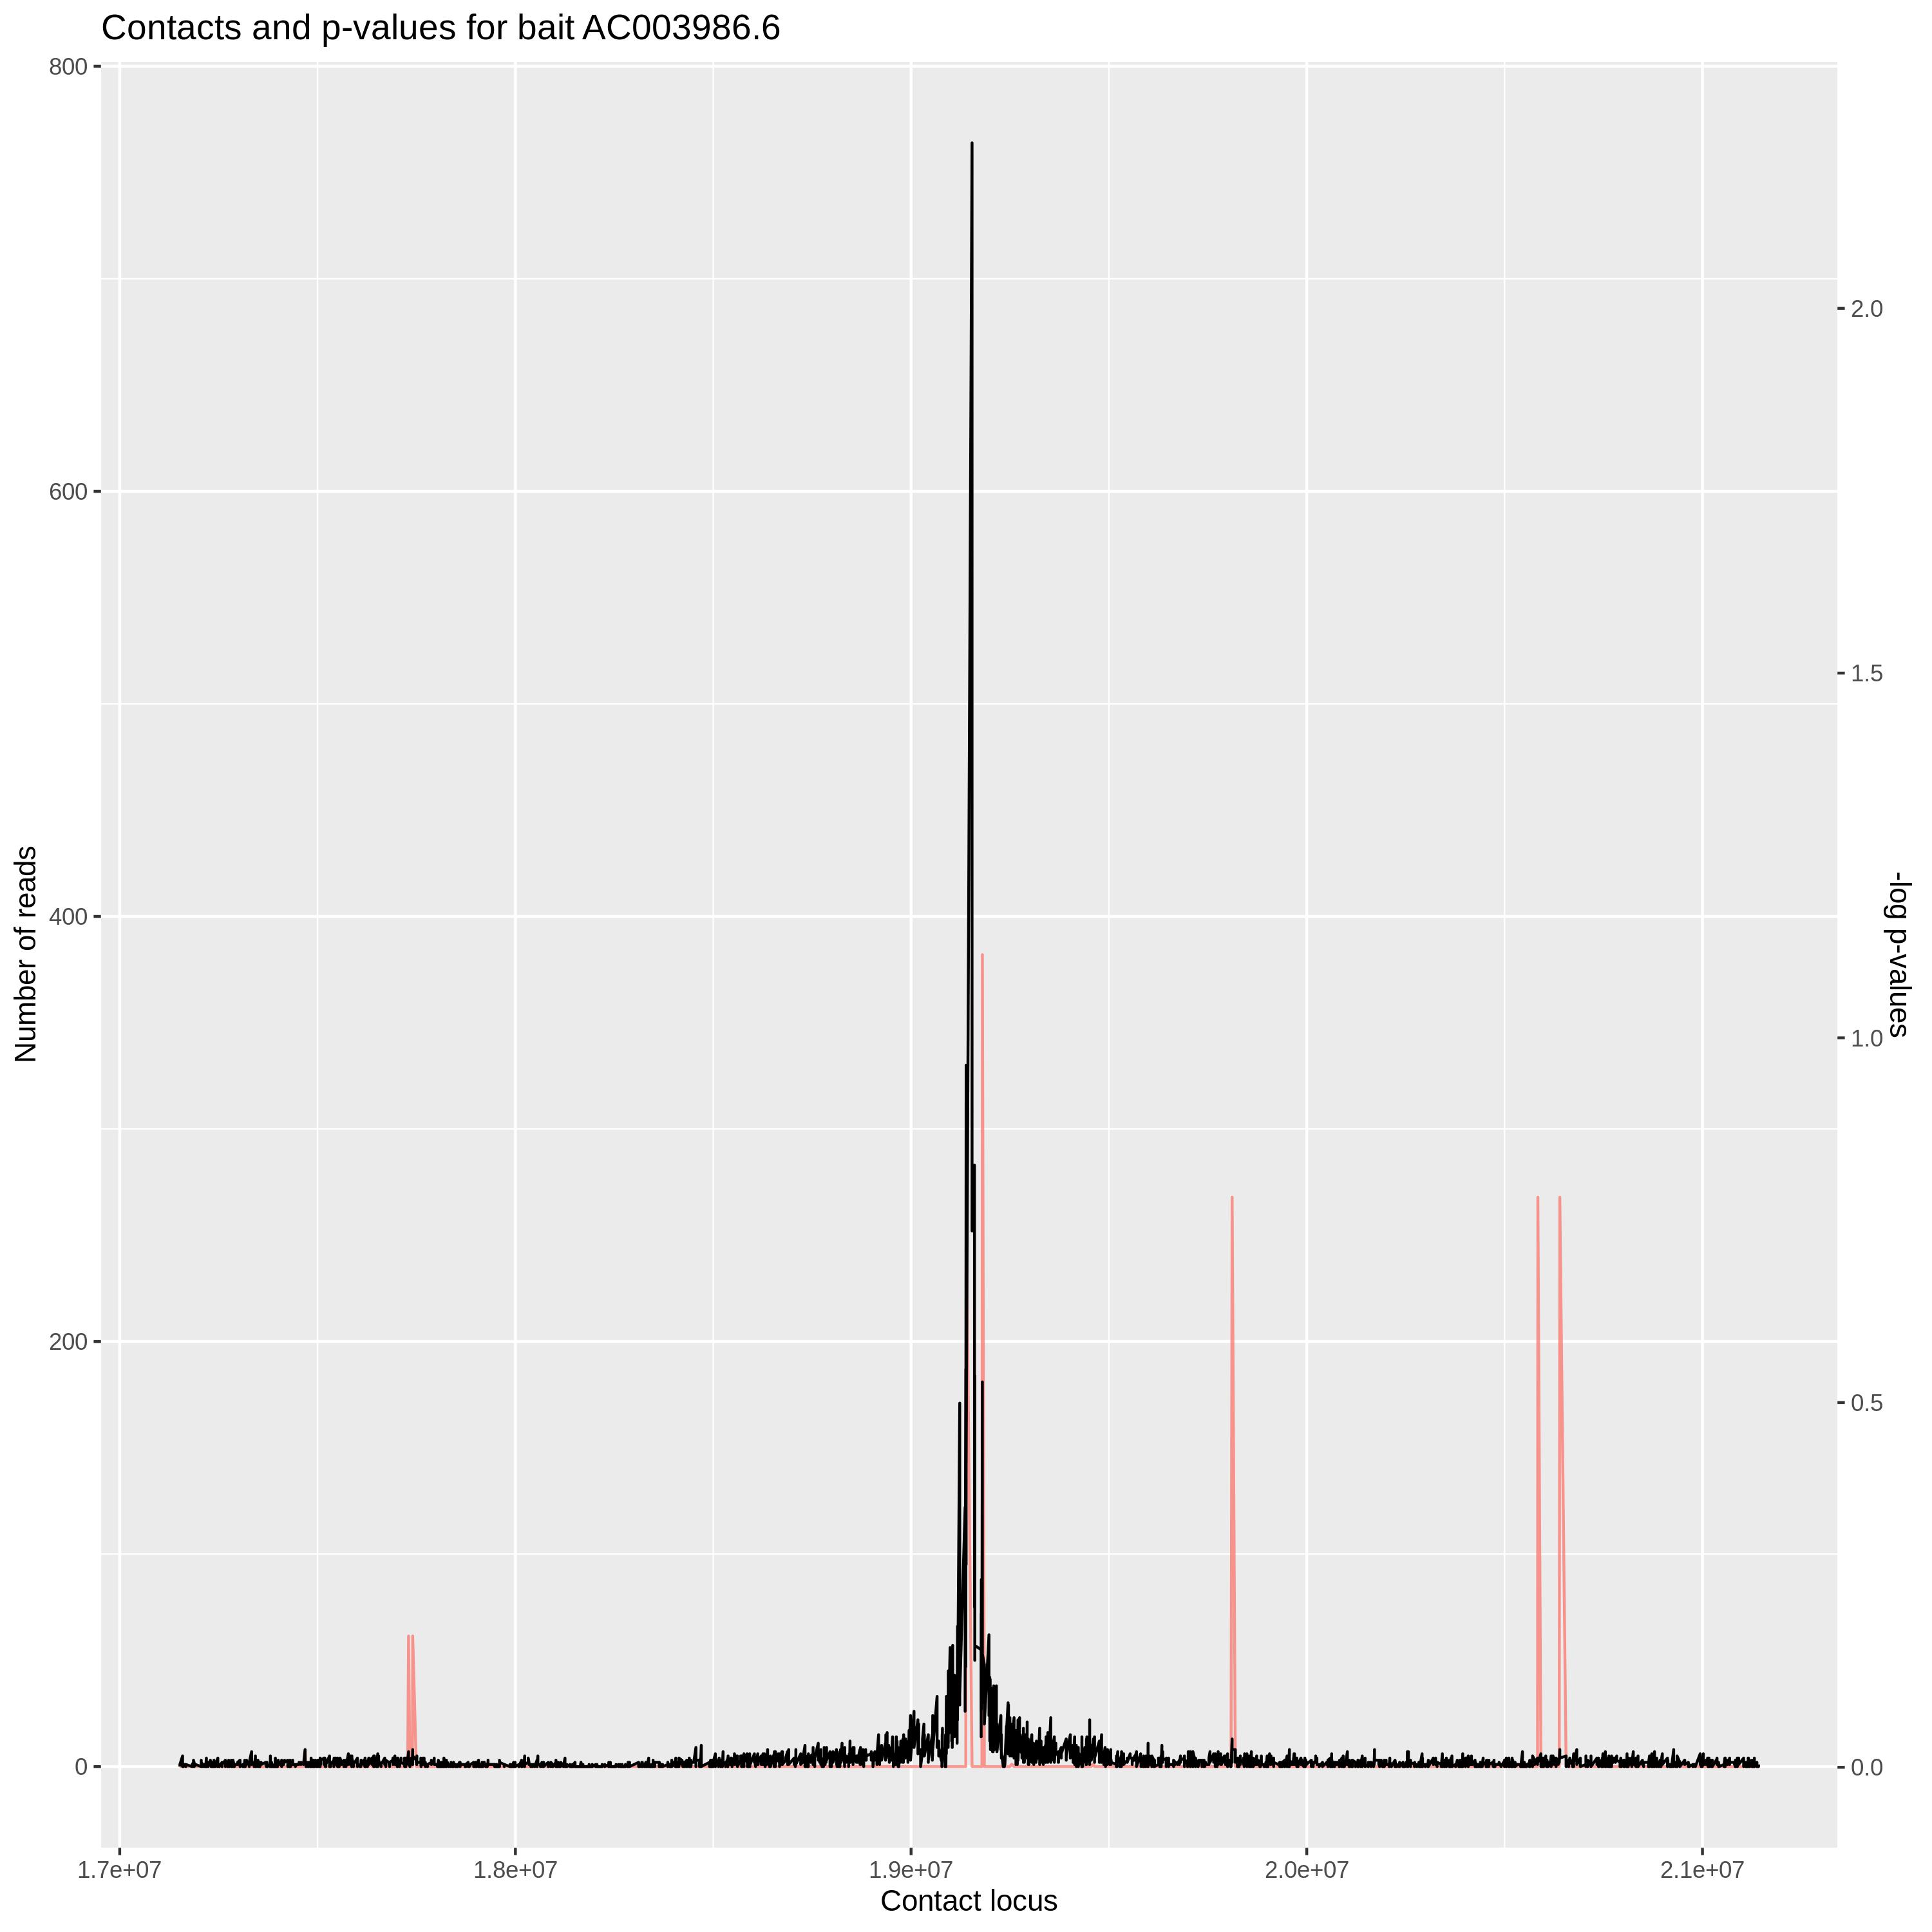 Contacts and p-values for bait AC003986.6
800
600
400
200
0
Number of reads
2.0
1.5
1.0
0.5
0.0
-log p-values
1.7e+07
1.8e+07
1.9e+07
2.0e+07
2.1e+07
Contact locus